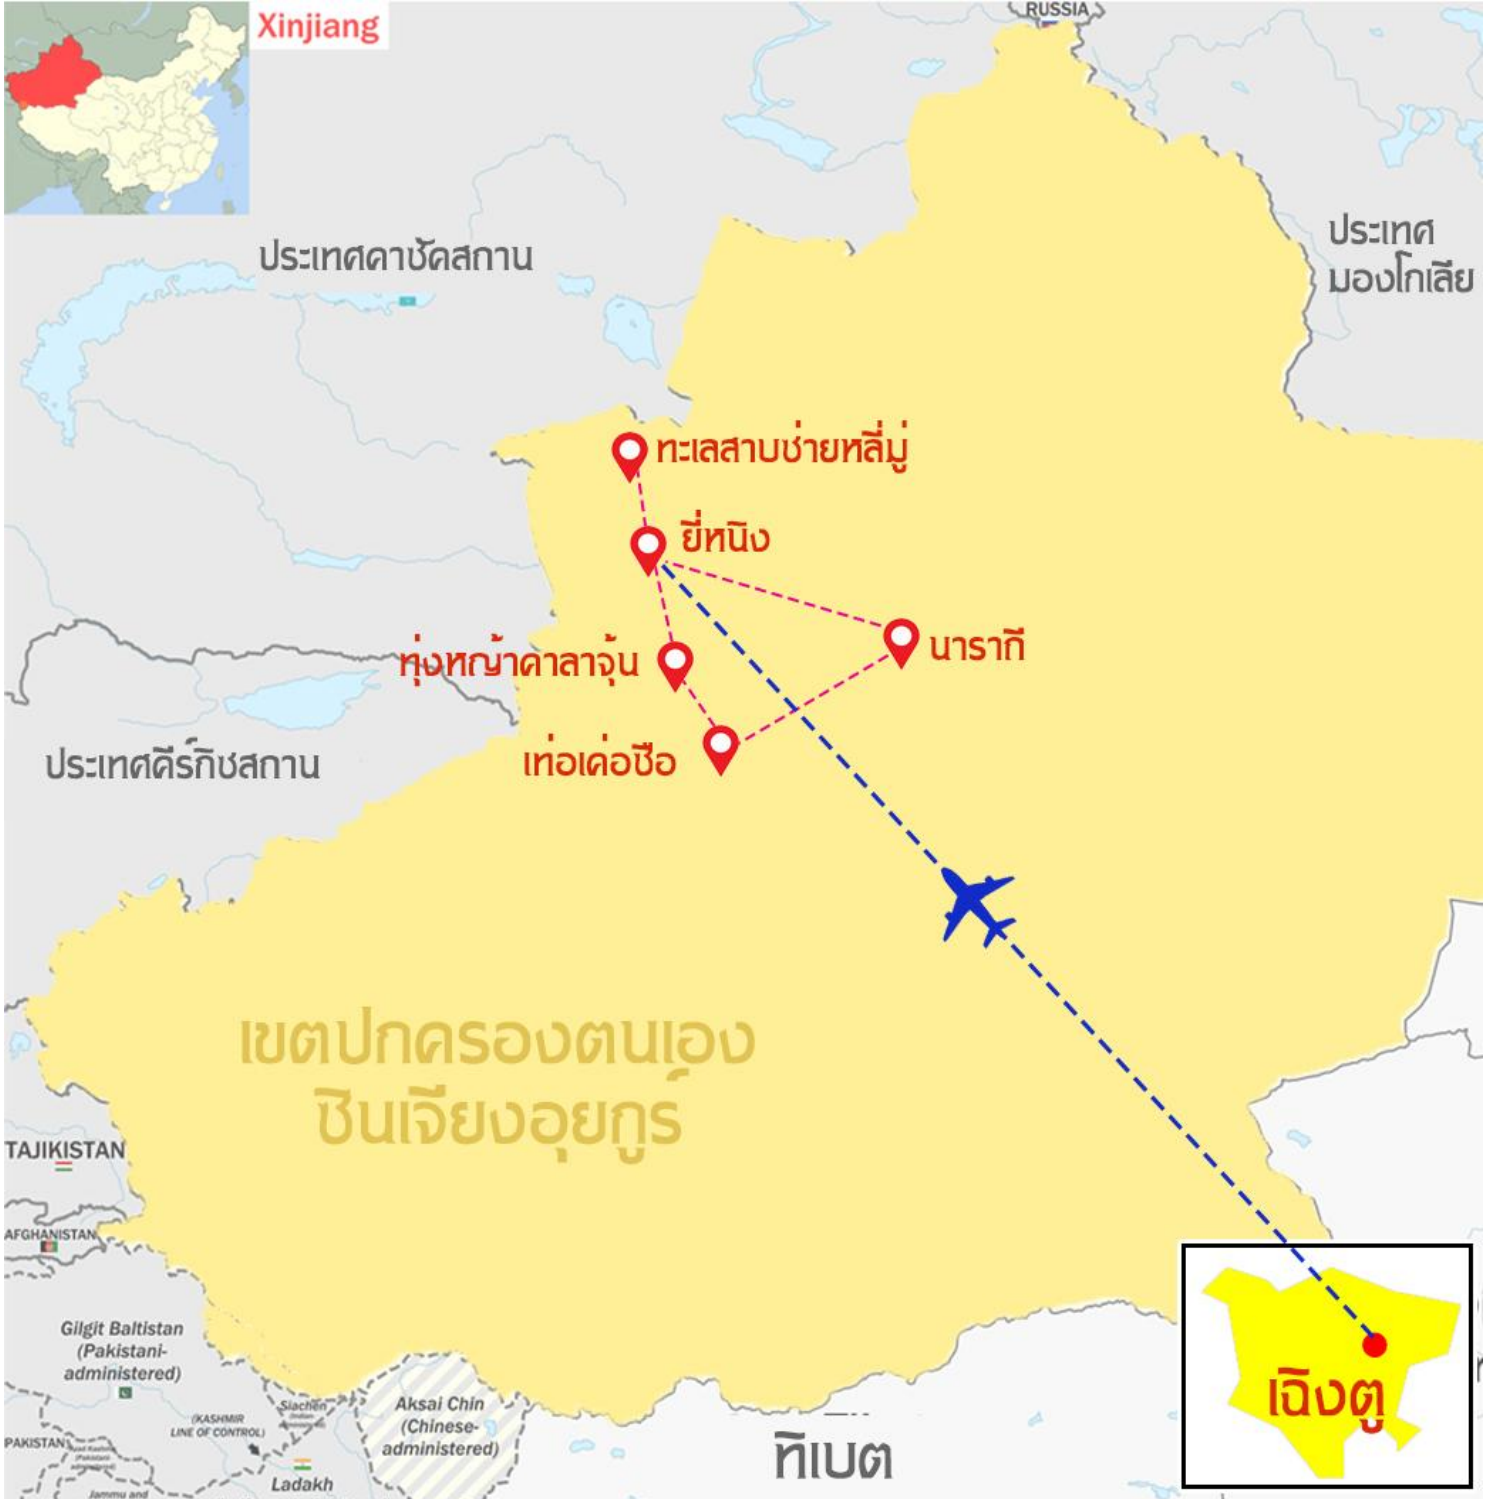 RUSSIA
Xinjiang
ประเทศ
มองโกเลีย
ประเทศคาซัคสถาน
ทะเลสาบซ่ายหลี่มู่
ยี่หนิง
นาราถี
ทุ่งหญ้าคาลาจุ้น
เท่อเค่อซือ
ประเทศคีร์กิซสถาน
เขตปกครองตนเอง
ซินเจียงอุยกูร์
TAJIKISTAN
AFGHANISTAN
Gilgit Baltistan
(Pakistani-
administered)
Aksai Chin
(Chinese-
administered)
Siachen
(KASHMIR
LINE OF CONTROL)
PAKISTAN
Ladakh
Jammu and
ทิเบต
เฉิงตู